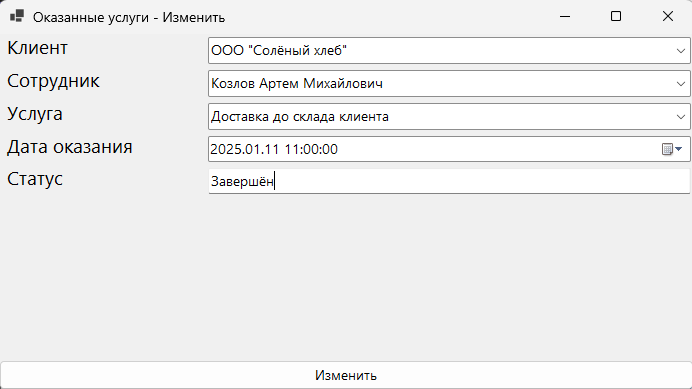 Оказанные услуги - Изменить
Клиент ООО "Солёный хлеб"
Сотрудник Козлов Артем Михайлович
Услуга Доставка до склада клиента
Дата оказания 2025.01.11 11:00:00
Статус Завершён
Изменить